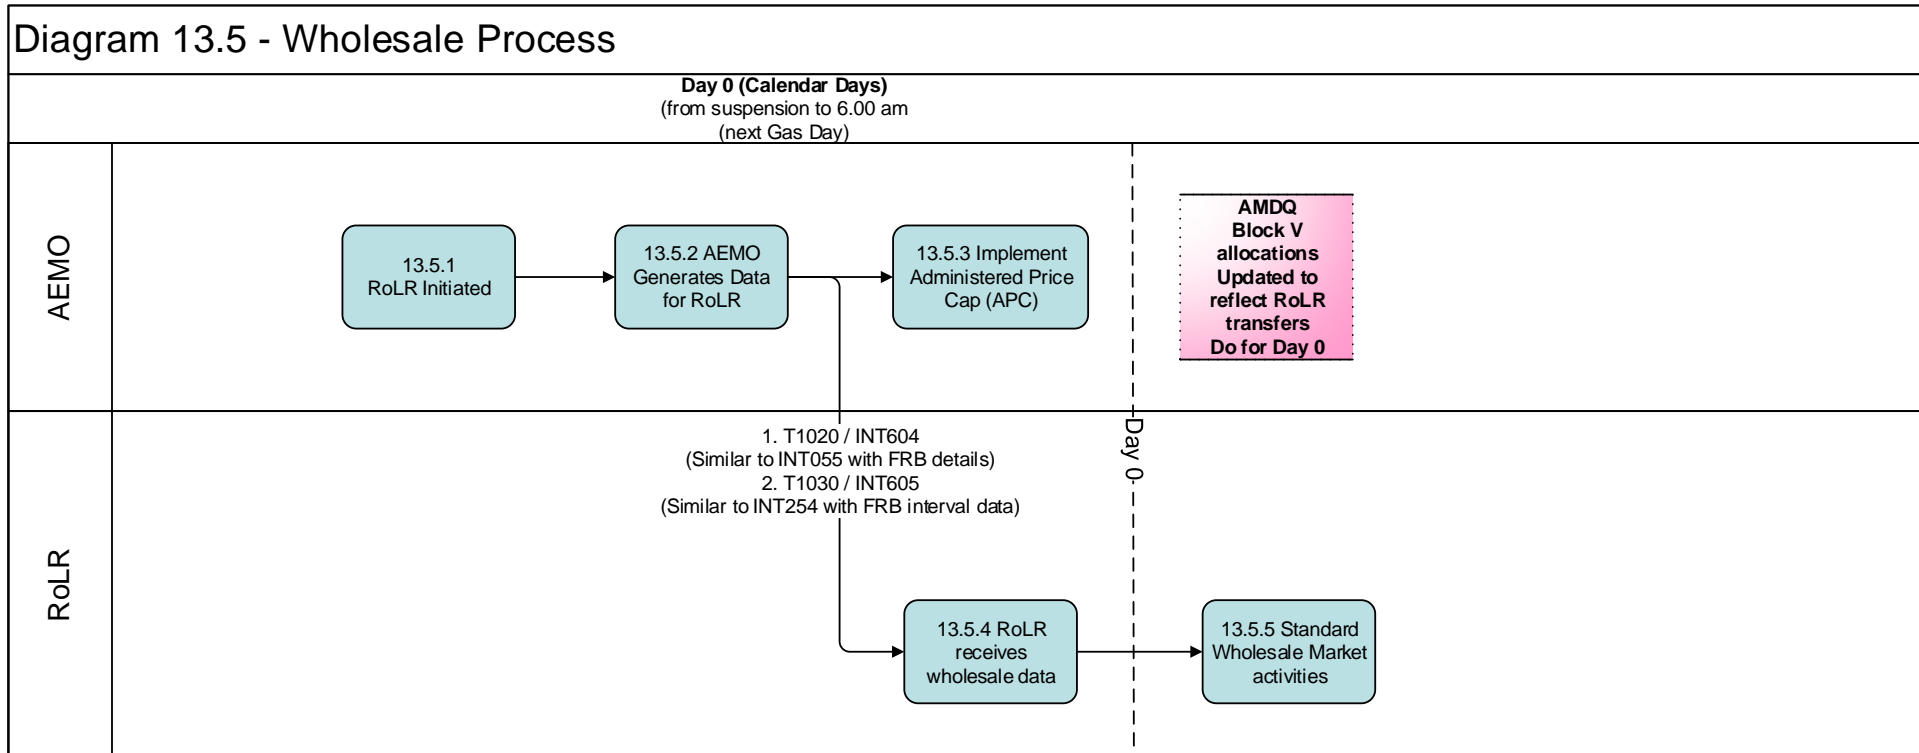 Diagram 13.5 - Wholesale Process
Day 0 (Calendar Days)
(from suspension to 6.00 am
(next Gas Day)
AEMO
13.5.1
RoLR Initiated
13.5.2 AEMO
Generates Data
for RoLR
13.5.3 Implement
Administered Price
Cap (APC)
AMDQ
Block V
allocations
Updated to
reflect RoLR
transfers
Do for Day 0
RoLR
1. T1020 / INT604
(Similar to INT055 with FRB details)
2. T1030 / INT605
(Similar to INT254 with FRB interval data)
Day 0
13.5.4 RoLR
receives
wholesale data
13.5.5 Standard
Wholesale Market
activities